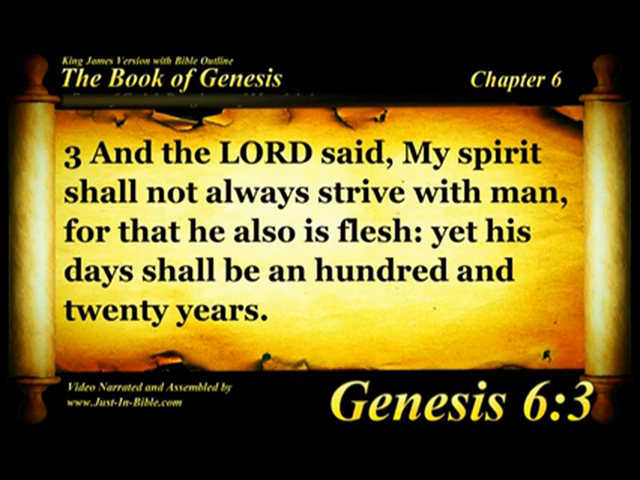 King James Version with Bible Outline
The Book of Genesis
Chapter 6
3 And the LORD said, My spirit
shall not always strive with man,
for that he also is flesh: yet his
days shall be an hundred and
twenty years.
Video Narrated and Assembled by
www.Just-In-Bible.com
Genesis 6:3